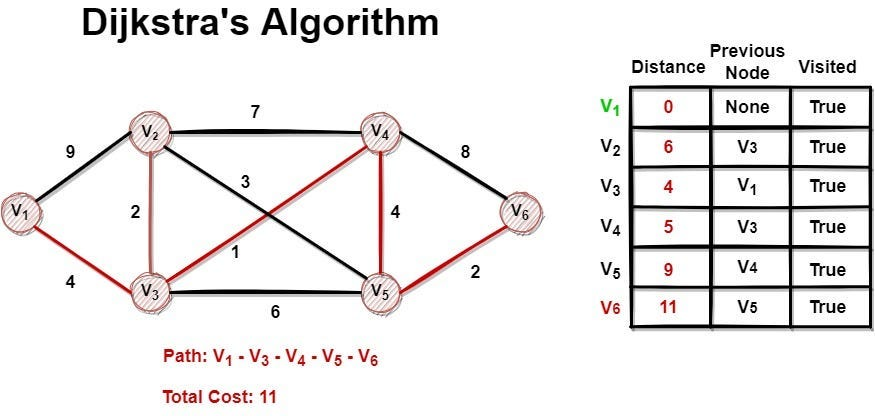 Dijkstra's Algorithm
Distance Previous Node Visited
V₁ 0 None True
V₂ 6 V₃ True
V₃ 4 V₁ True
V₄ 5 V₃ True
V₅ 9 V₄ True
V₆ 11 V₅ True
7
V₂ V₄
9 8
3
V₁ 2 4 V₆
1
4 2
V₃ V₅
6
Path: V₁ - V₃ - V₄ - V₅ - V₆
Total Cost: 11